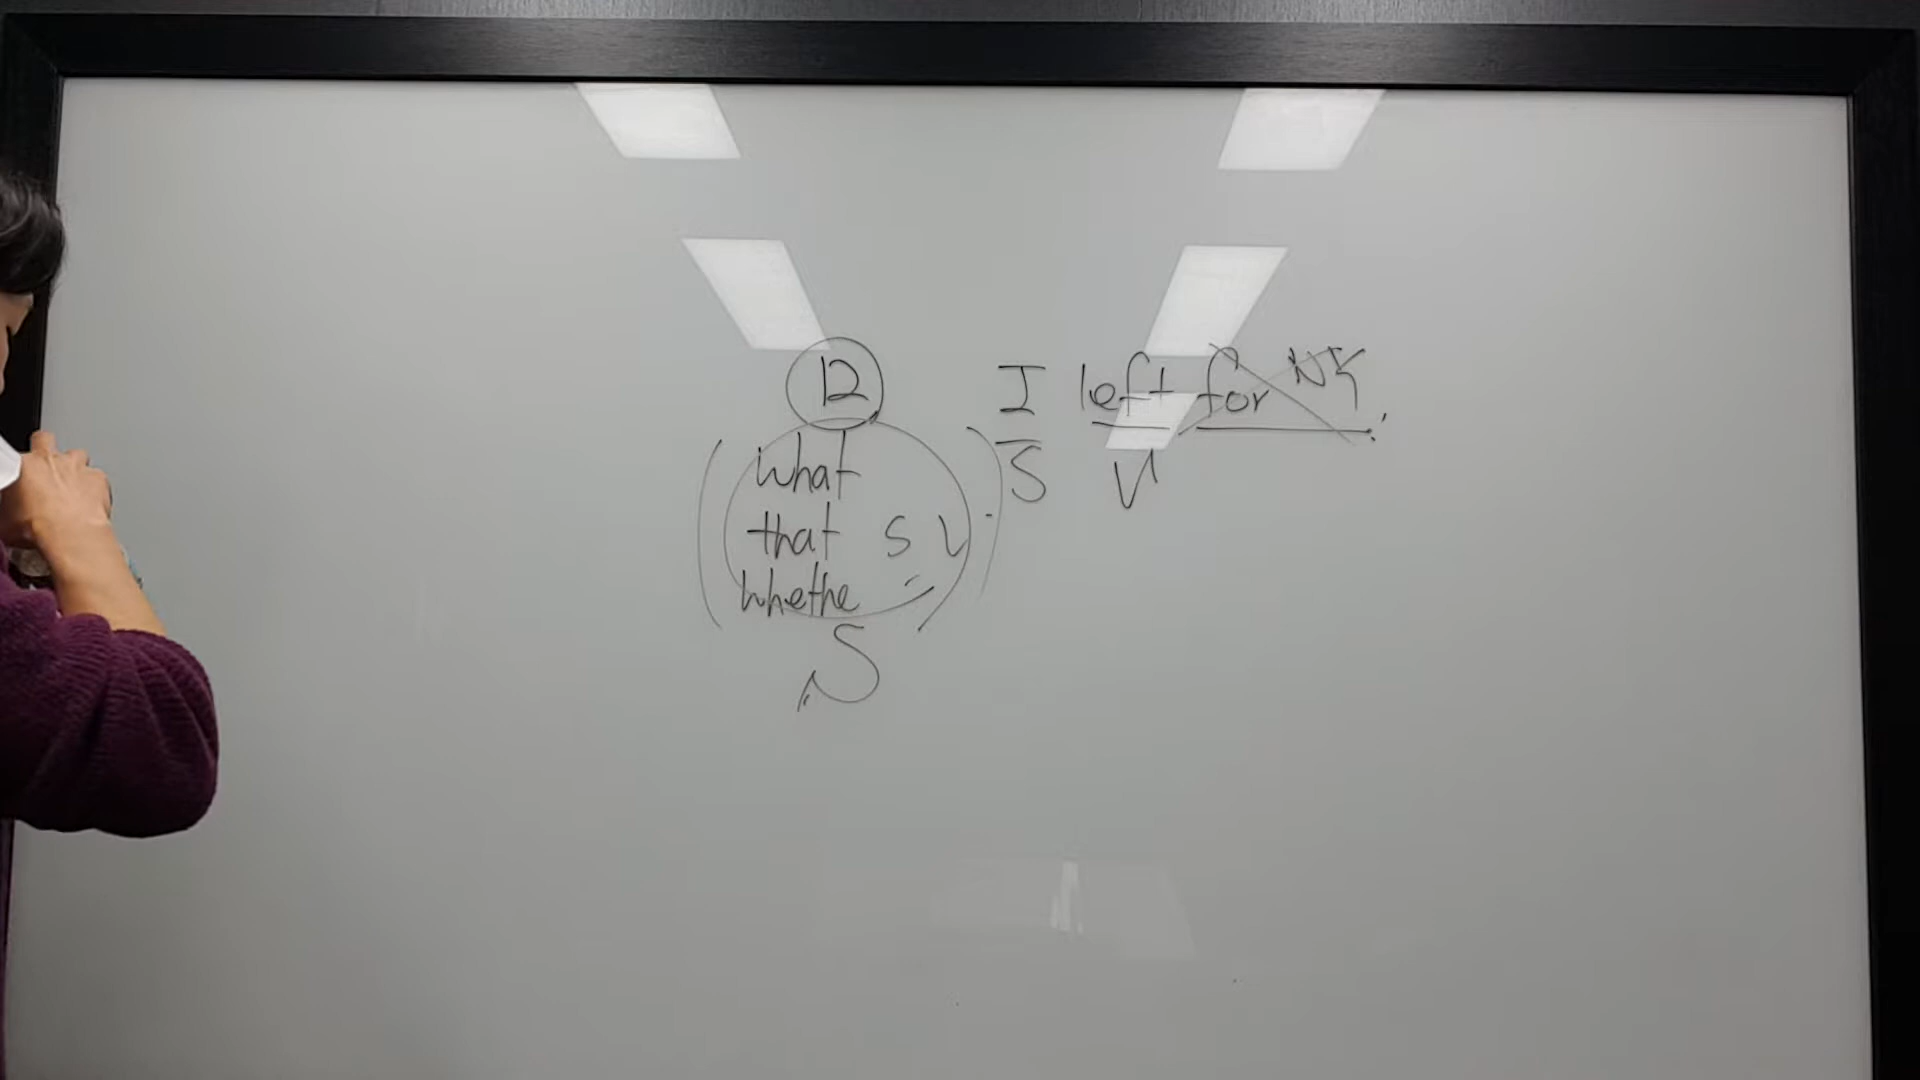 12 I left for NY.
S V
what
that S V
whethe
S